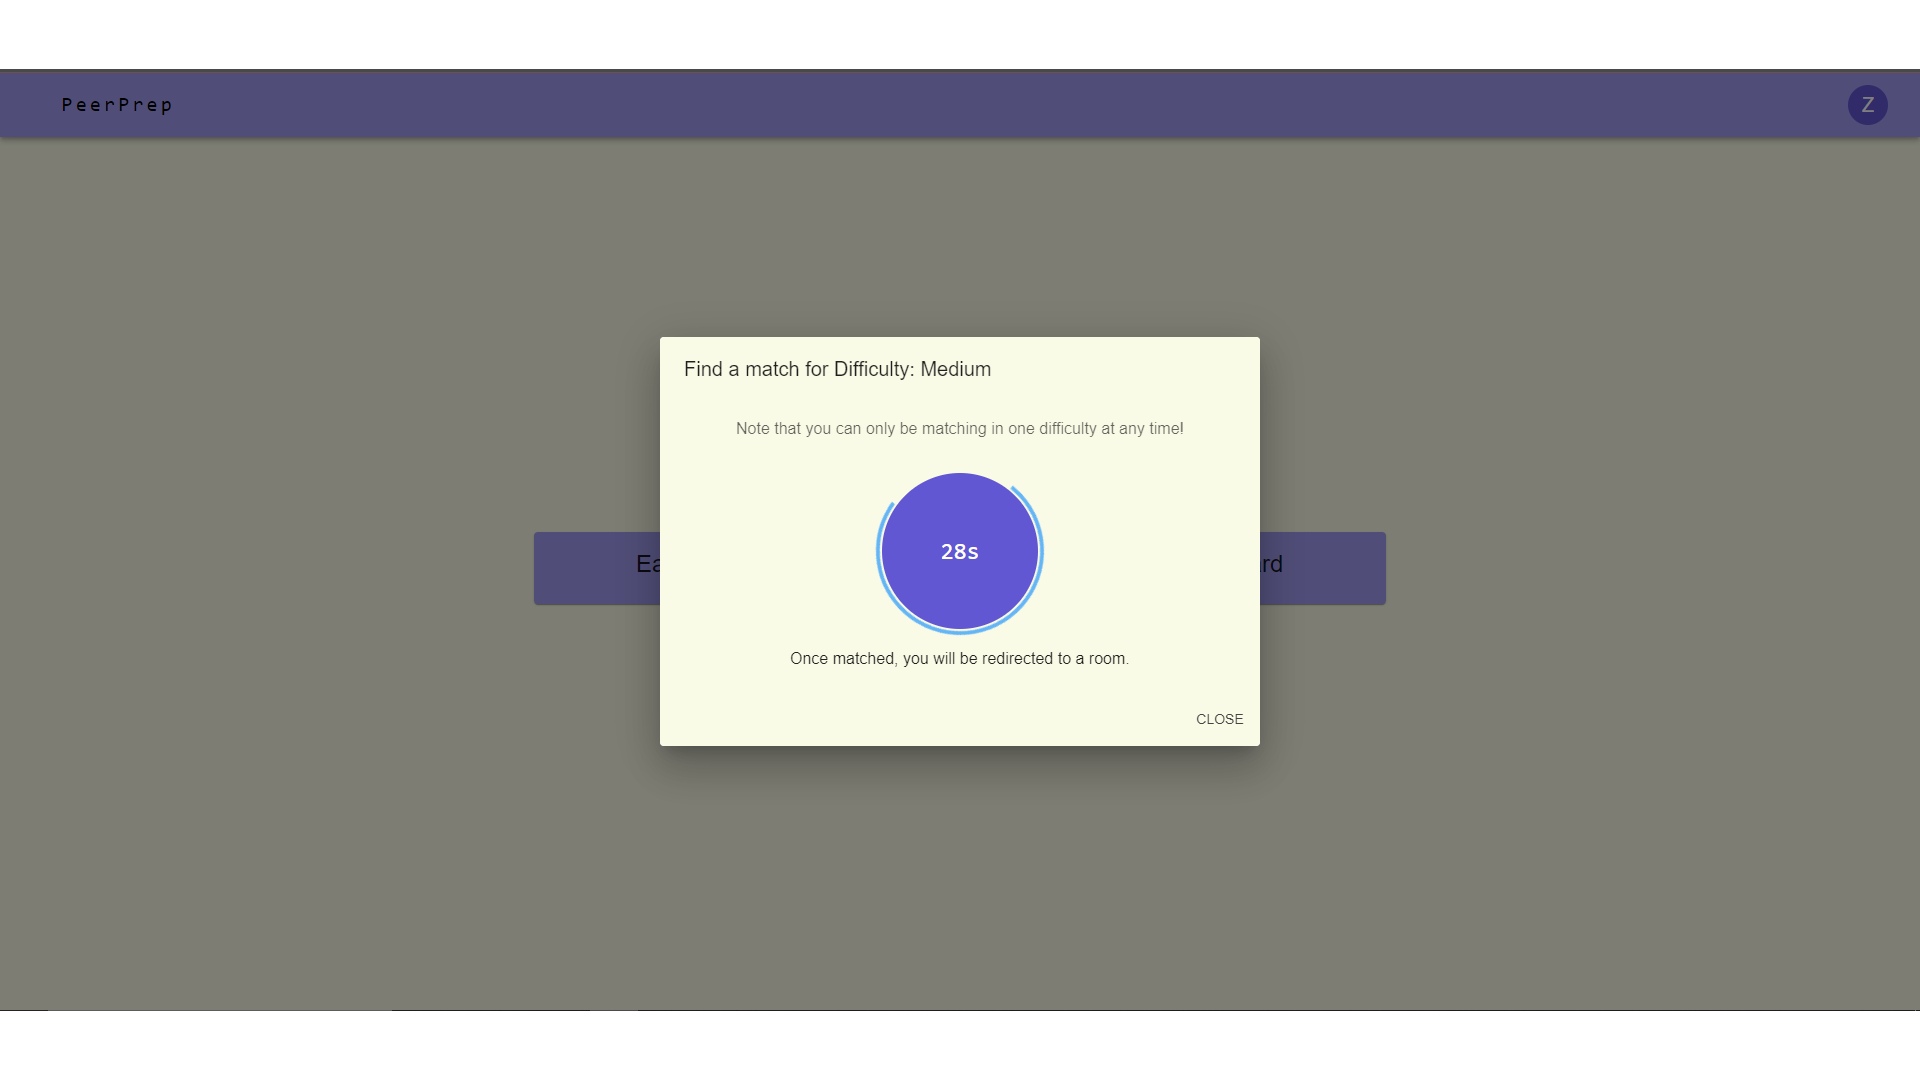 PeerPrep
Z
Find a match for Difficulty: Medium
Note that you can only be matching in one difficulty at any time!
28s
Ea
rd
Once matched, you will be redirected to a room.
CLOSE